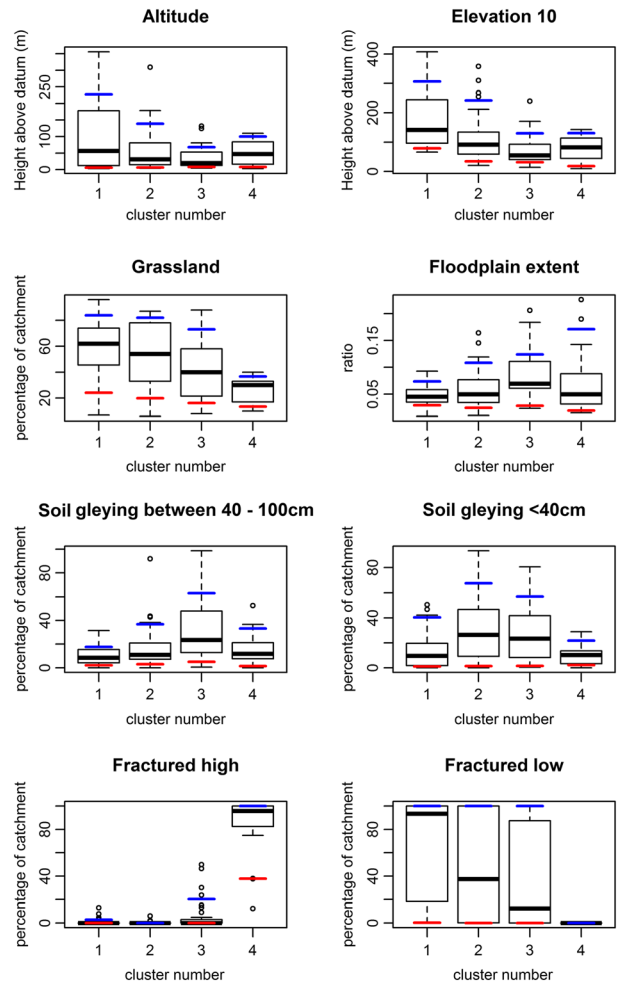 Altitude
Height above datum (m)
0
100
250
1 2 3 4
cluster number
Elevation 10
Height above datum (m)
0
200
400
1 2 3 4
cluster number
Grassland
percentage of catchment
20
60
1 2 3 4
cluster number
Floodplain extent
ratio
0.05
0.15
1 2 3 4
cluster number
Soil gleying between 40 - 100cm
percentage of catchment
0
40
80
1 2 3 4
cluster number
Soil gleying <40cm
percentage of catchment
0
40
80
1 2 3 4
cluster number
Fractured high
percentage of catchment
0
40
80
1 2 3 4
cluster number
Fractured low
percentage of catchment
0
40
80
1 2 3 4
cluster number